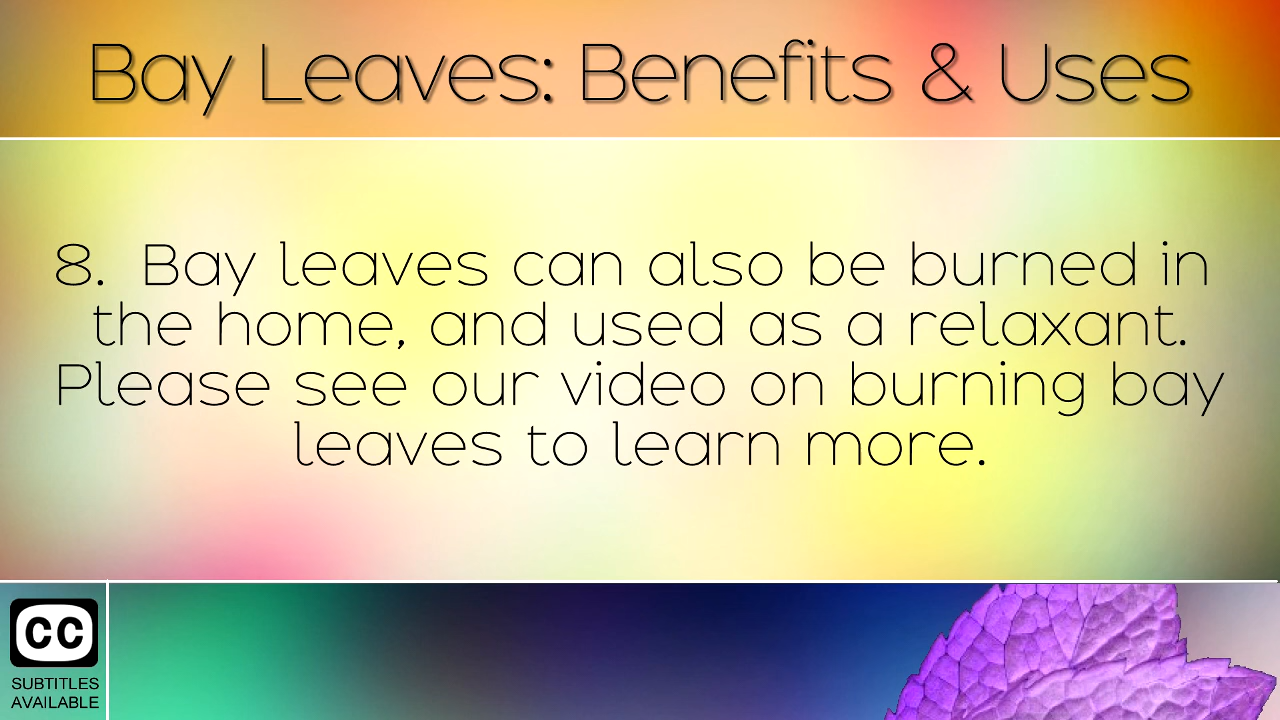 Bay Leaves: Benefits & Uses
8. Bay leaves can also be burned in
the home, and used as a relaxant.
Please see our video on burning bay
leaves to learn more.
CC
SUBTITLES
AVAILABLE